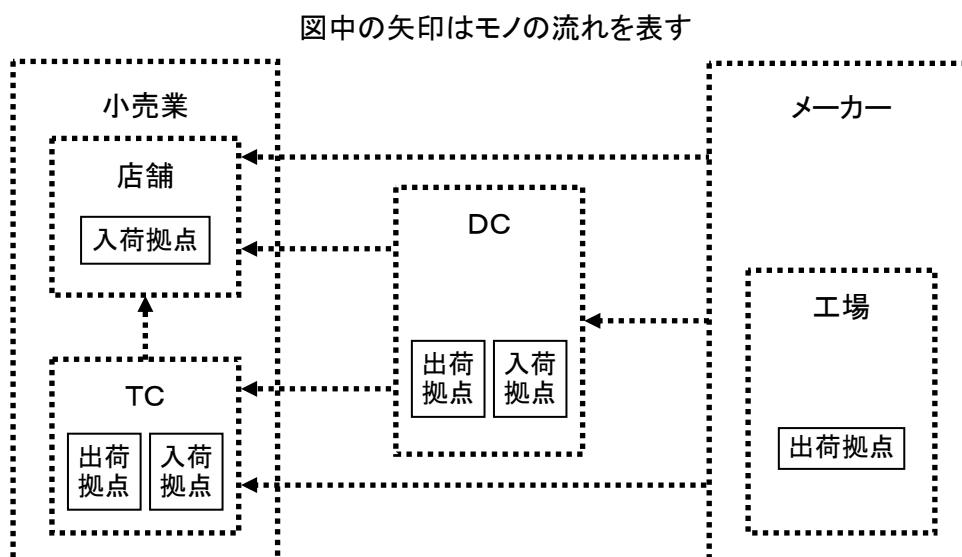 図中の矢印はモノの流れを表す
小売業
店舗
入荷拠点
TC
出荷
拠点
入荷
拠点
DC
出荷
拠点
入荷
拠点
メーカー
工場
出荷拠点